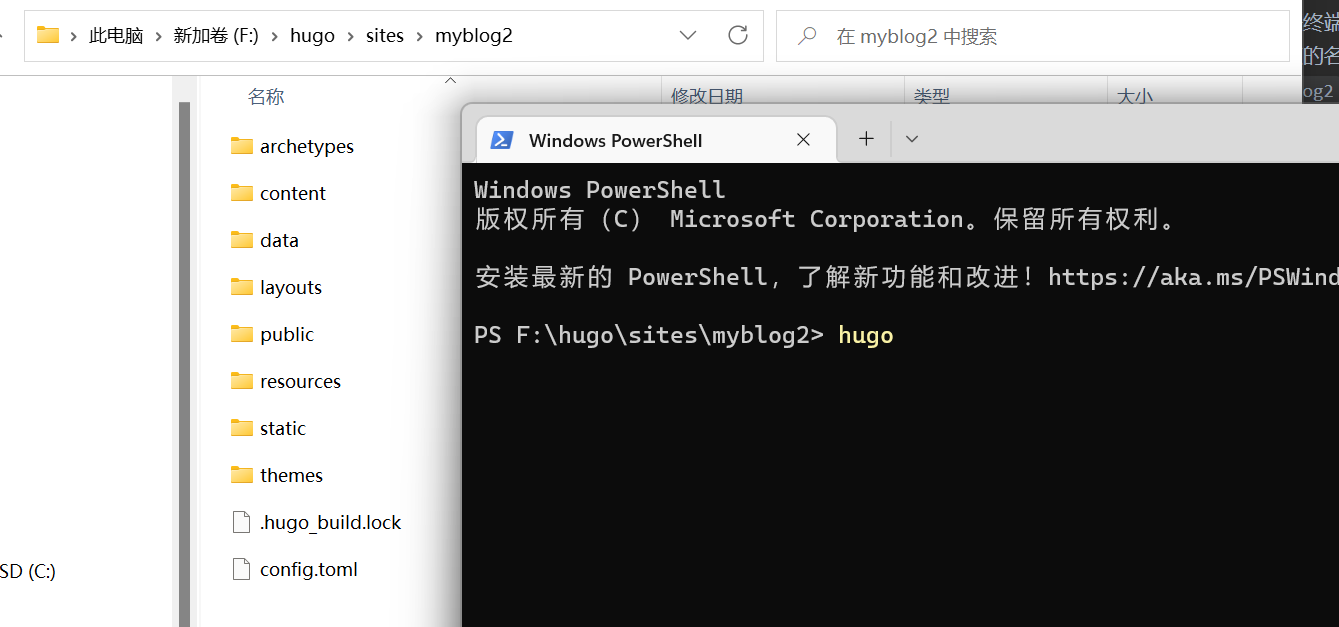 此电脑 › 新加卷 (F:) › hugo › sites › myblog2
在 myblog2 中搜索
终端
的名
og2
名称 修改日期 类型 大小
archetypes
content
data
layouts
public
resources
static
themes
.hugo_build.lock
config.toml
SD (C:)
Windows PowerShell
Windows PowerShell
版权所有（C） Microsoft Corporation。保留所有权利。
安装最新的 PowerShell，了解新功能和改进！https://aka.ms/PSWind
PS F:\hugo\sites\myblog2> hugo